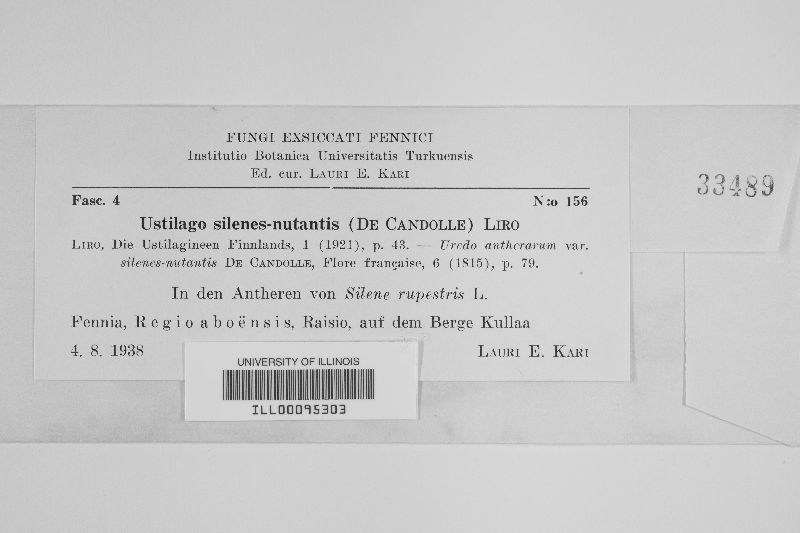 FUNGI EXSICCATI FENNICI
Institutio Botanica Universitatis Turkuensis
Ed. cur. LAURI E. KARI
Fasc. 4 N:o 156
Ustilago silenes-nutantis (DE CANDOLLE) LIRO
LIRO, Die Ustilagineen Finnlands, 1 (1921), p. 43. — Uredo antherarum var.
silenes-nutantis DE CANDOLLE, Flore française, 6 (1815), p. 79.
In den Antheren von Silene rupestris L.
Fennia, Regio aboënsis, Raisio, auf dem Berge Kullaa
4. 8. 1938 LAURI E. KARI
33489
UNIVERSITY OF ILLINOIS
ILL00095303